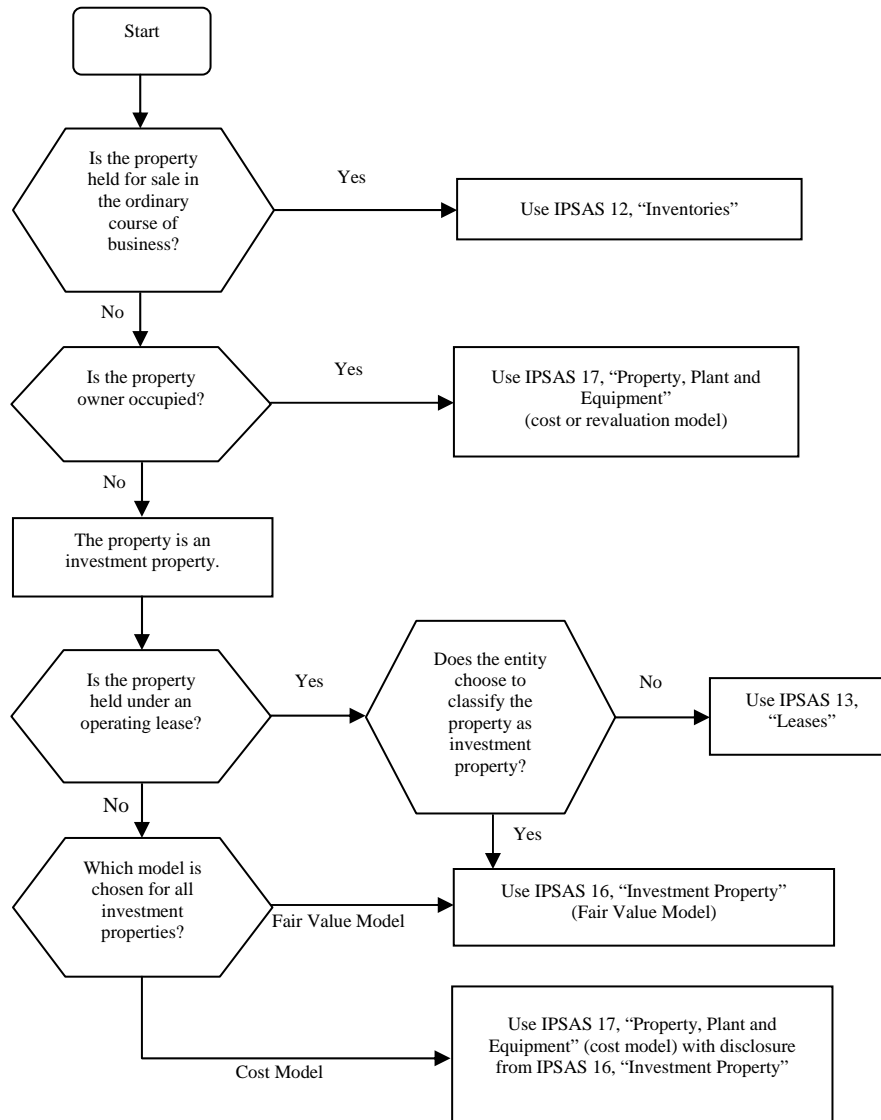 Start
Is the property
held for sale in
the ordinary
course of
business?
Yes
Use IPSAS 12, “Inventories”
No
Is the property
owner occupied?
Yes
Use IPSAS 17, “Property, Plant and
Equipment”
(cost or revaluation model)
No
The property is an
investment property.
Is the property
held under an
operating lease?
Yes
Does the entity
choose to
classify the
property as
investment
property?
No
Use IPSAS 13,
“Leases”
No
Yes
Which model is
chosen for all
investment
properties?
Fair Value Model
Use IPSAS 16, “Investment Property”
(Fair Value Model)
Cost Model
Use IPSAS 17, “Property, Plant and
Equipment” (cost model) with disclosure
from IPSAS 16, “Investment Property”